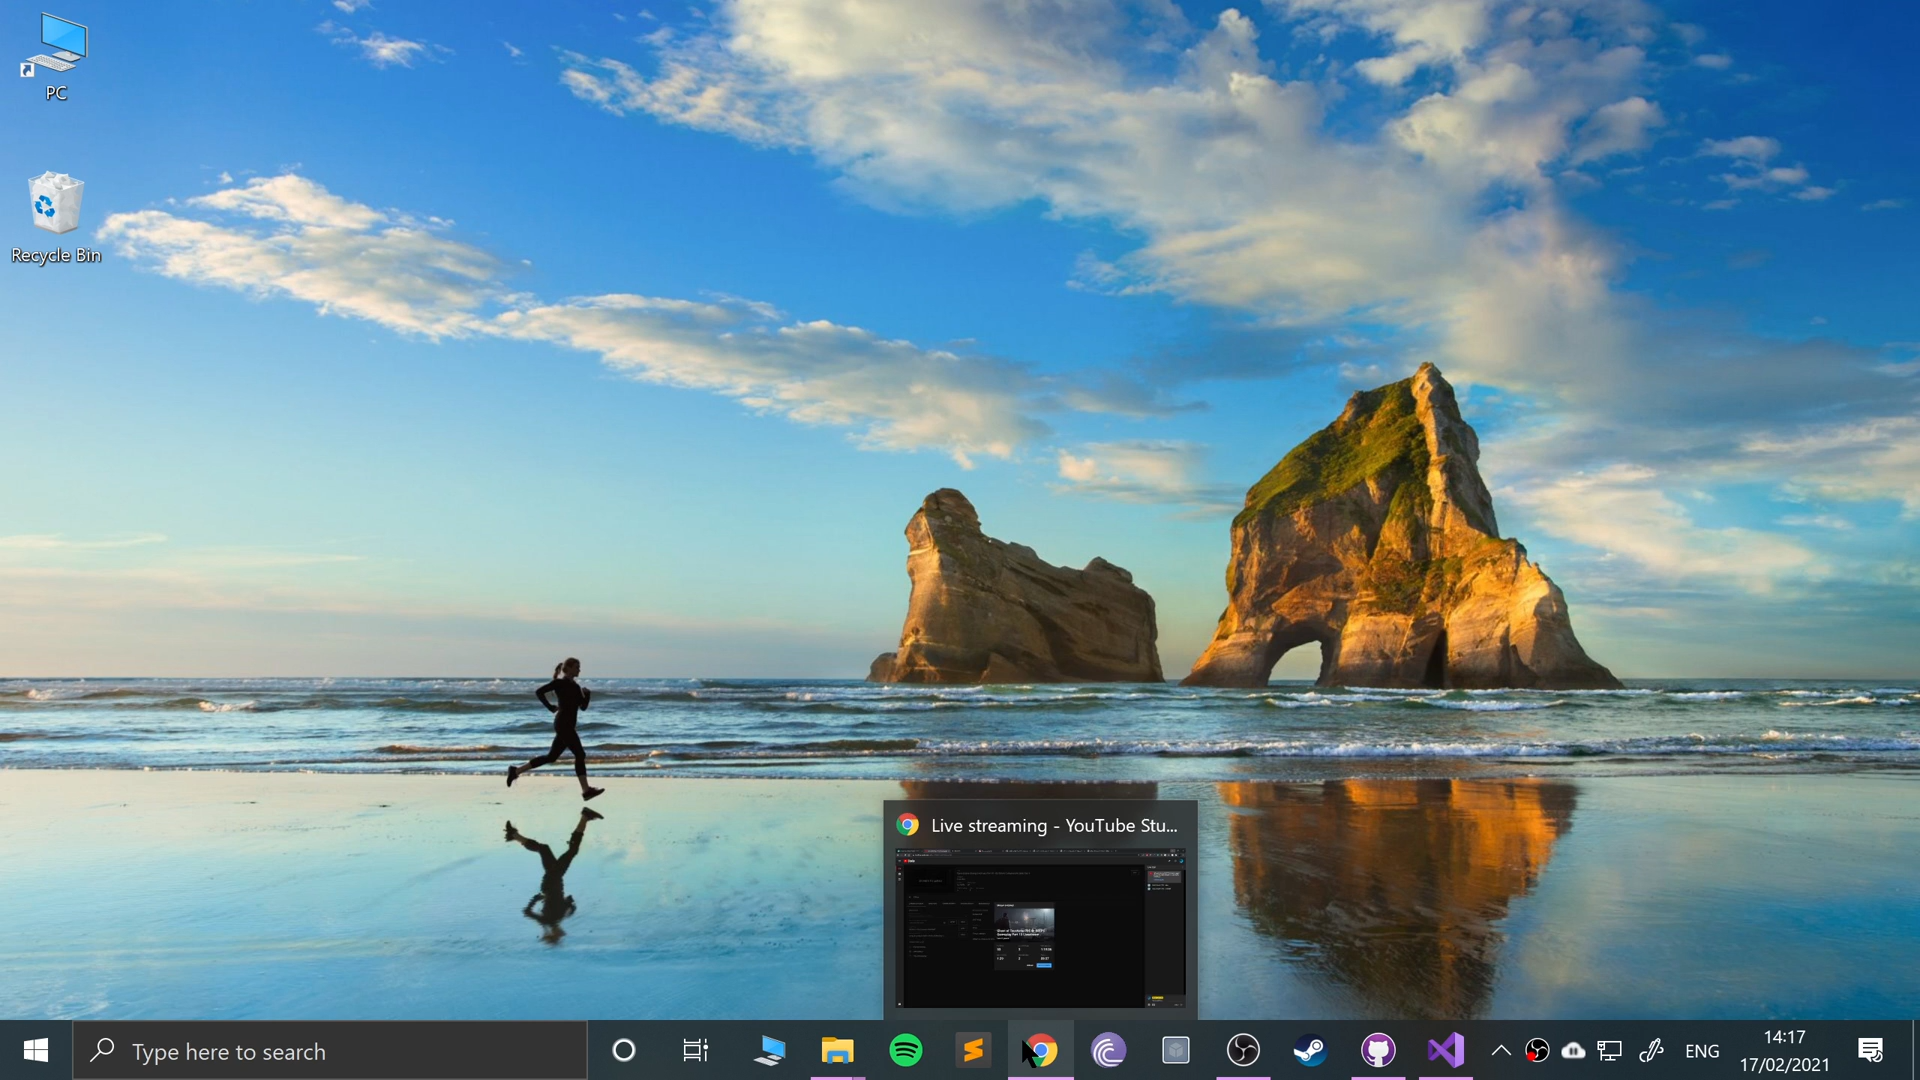 PC
Recycle Bin
Live streaming - YouTube Stu...
Type here to search
ENG
14:17
17/02/2021